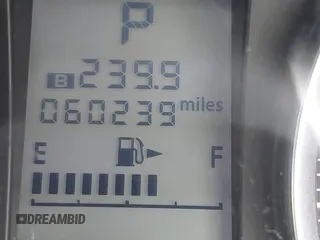 P
B 239.9
060239 miles
E F
DREAMBID